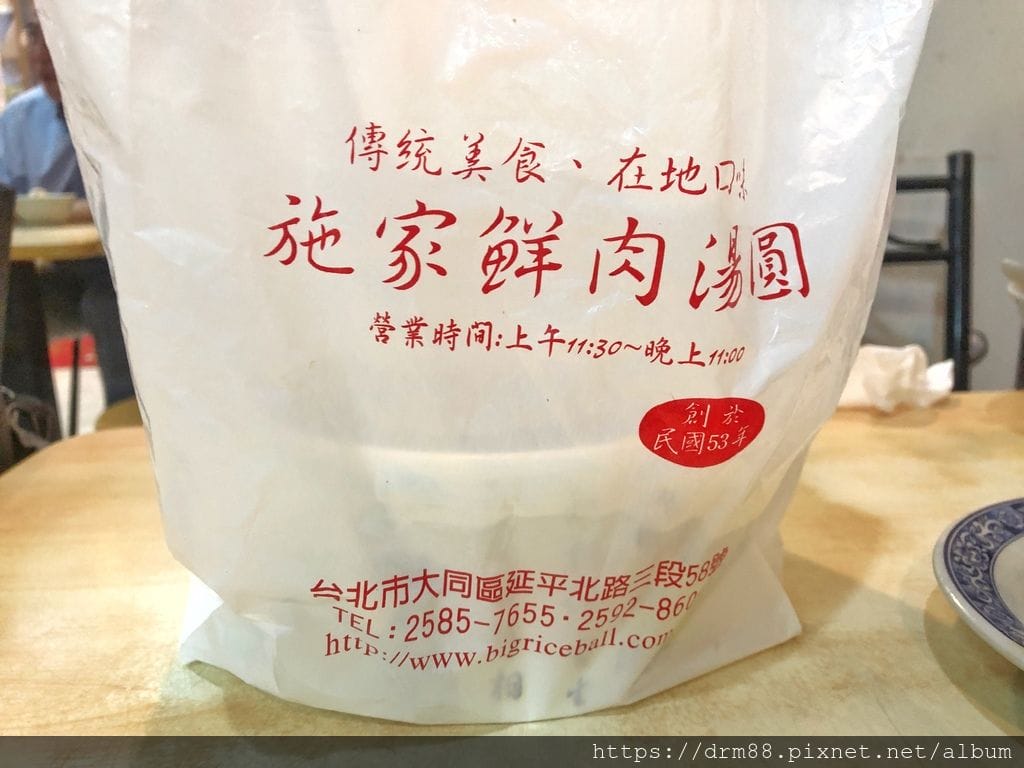 傳統美食、在地口味
施家鮮肉湯圓
營業時間:上午11:30~晚上11:00
創於
民國53年
台北市大同區延平北路三段58號
TEL:2585-7655·2592-860
http://www.bigriceball.com
https://drm88.pixnet.net/album